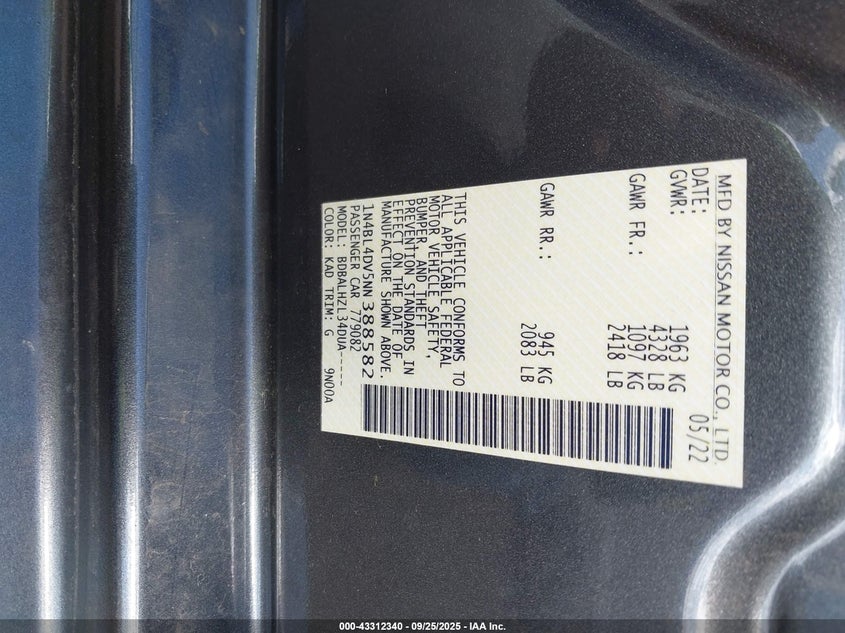 MFD BY NISSAN MOTOR CO., LTD.
DATE: 05/22
GVWR: 1963 KG
4328 LB
GAWR FR.: 1097 KG
2418 LB
GAWR RR.: 945 KG
2083 LB
THIS VEHICLE CONFORMS TO
ALL APPLICABLE FEDERAL
MOTOR VEHICLE SAFETY,
BUMPER, AND THEFT
PREVENTION STANDARDS IN
EFFECT ON THE DATE OF
MANUFACTURE SHOWN ABOVE.
1N4BL4DV5NN388582
PASSENGER CAR 779082
MODEL: BDBALHZL34DUA-----
COLOR: KAD TRIM: G 9N00A
000-43312340 - 09/25/2025 - IAA Inc.